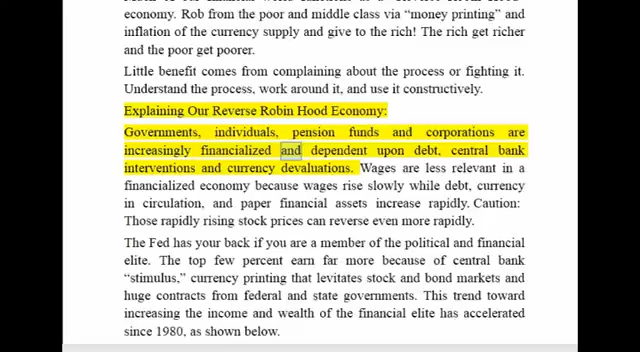 economy. Rob from the poor and middle class via “money printing” and
inflation of the currency supply and give to the rich! The rich get richer
and the poor get poorer.
Little benefit comes from complaining about the process or fighting it.
Understand the process, work around it, and use it constructively.
Explaining Our Reverse Robin Hood Economy:
Governments, individuals, pension funds and corporations are
increasingly financialized and dependent upon debt, central bank
interventions and currency devaluations. Wages are less relevant in a
financialized economy because wages rise slowly while debt, currency
in circulation, and paper financial assets increase rapidly. Caution:
Those rapidly rising stock prices can reverse even more rapidly.
The Fed has your back if you are a member of the political and financial
elite. The top few percent earn far more because of central bank
“stimulus,” currency printing that levitates stock and bond markets and
huge contracts from federal and state governments. This trend toward
increasing the income and wealth of the financial elite has accelerated
since 1980, as shown below.